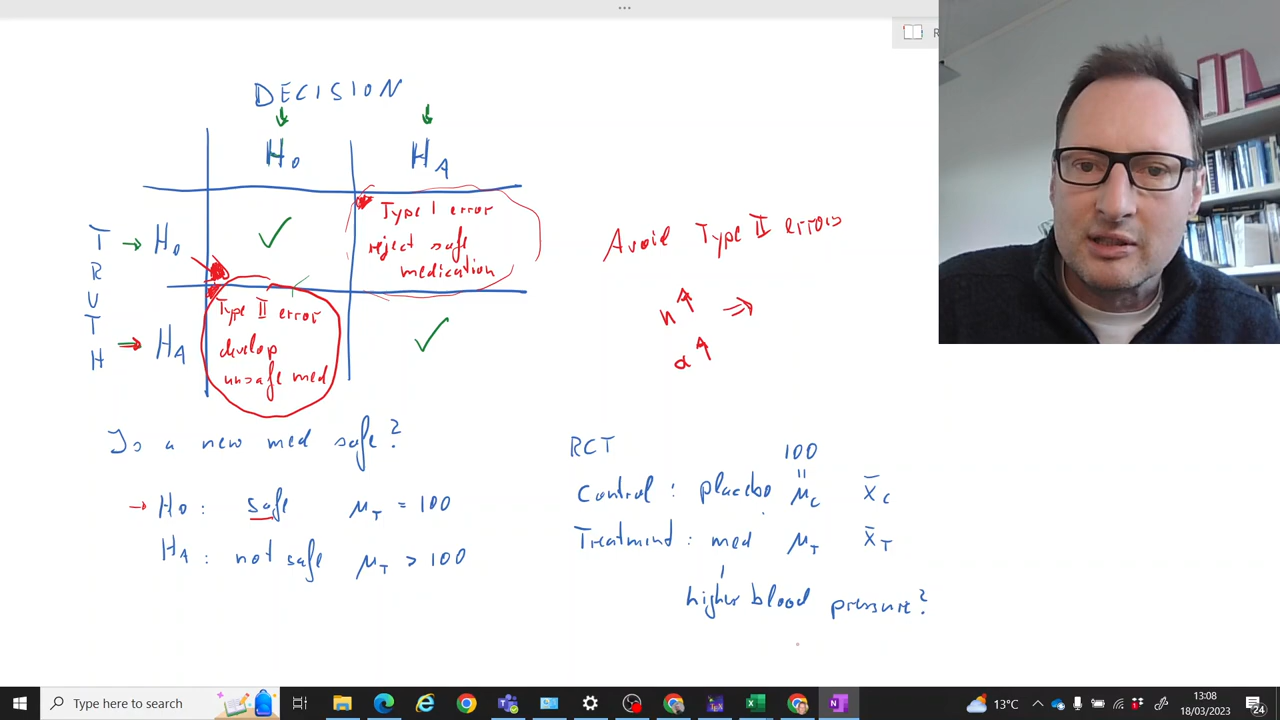 R
DECISION
H0 HA
T → H0
R
U
T → HA
H
Type I error
reject safe
medication
Type II error
develop
unsafe med
Avoid Type II errors
n↑ ⇒
α↑
Is a new med safe?
→ H0: safe μT = 100
HA: not safe μT > 100
RCT
100
Control: placebo μC x̄C
Treatmind: med μT x̄T
higher blood pressure?
Type here to search
13°C
13:08
18/03/2023
24